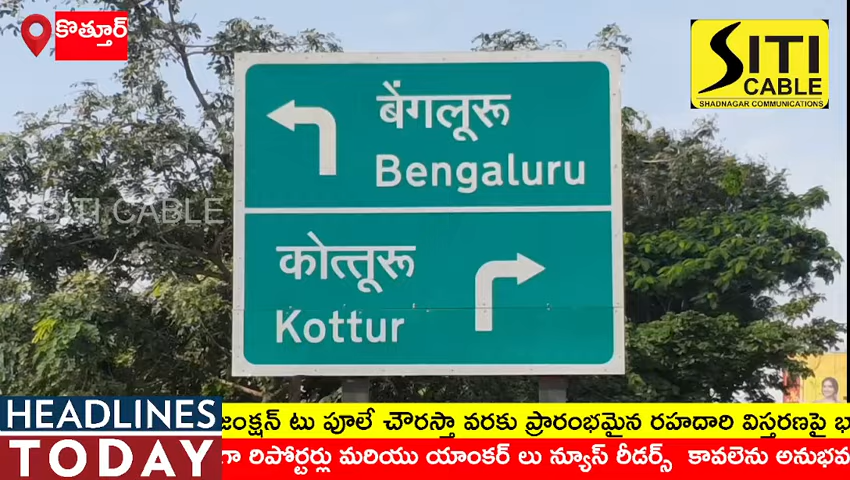 కొత్తూర్
SITI
CABLE
SHADNAGAR COMMUNICATIONS
बेंगलूरू
Bengaluru
SITI CABLE
कोत्तूरू
Kottur
HEADLINES
TODAY
జంక్షన్ టు పూలే చౌరస్తా వరకు ప్రారంభమైన రహదారి విస్తరణపై
రిపోర్టర్లు మరియు యాంకర్ లు న్యూస్ రీడర్స్ కావలెను